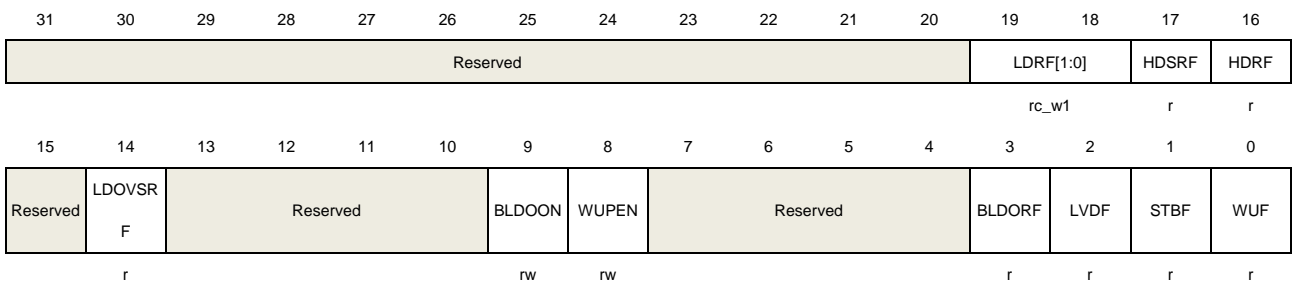 31 30 29 28 27 26 25 24 23 22 21 20 19 18 17 16
Reserved LDRF[1:0] HDSRF HDRF
rc_w1 r r
15 14 13 12 11 10 9 8 7 6 5 4 3 2 1 0
Reserved LDOVSR
F Reserved BLDOON WUPEN Reserved BLDORF LVDF STBF WUF
r rw rw r r r r